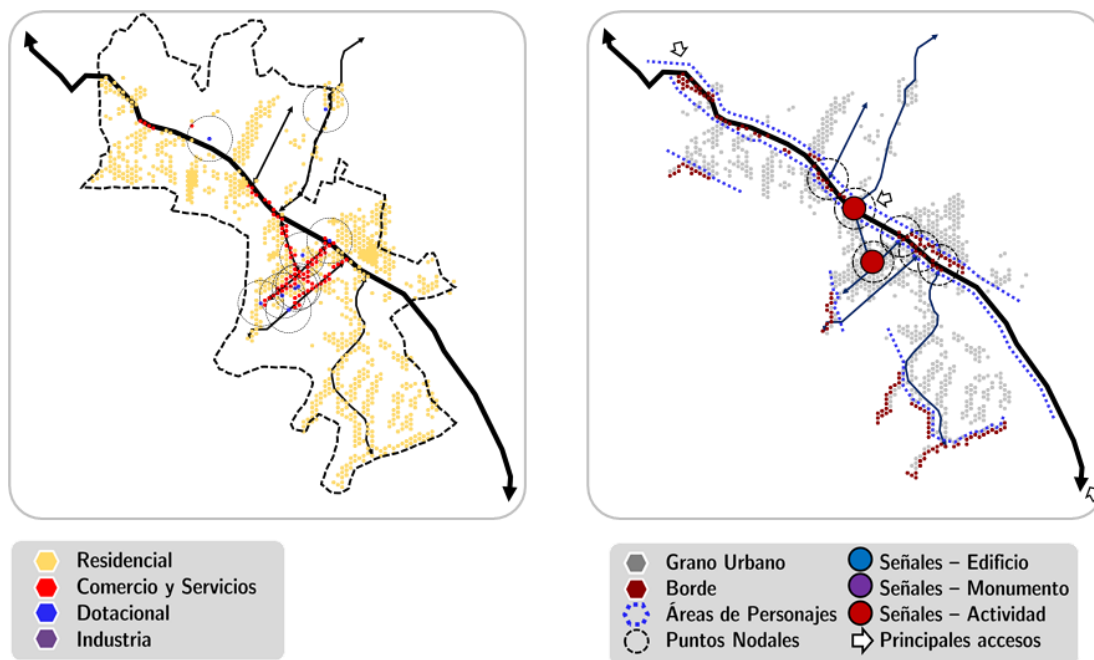 Residencial
Comercio y Servicios
Dotacional
Industria
Grano Urbano
Borde
Áreas de Personajes
Puntos Nodales
Señales – Edificio
Señales – Monumento
Señales – Actividad
Principales accesos